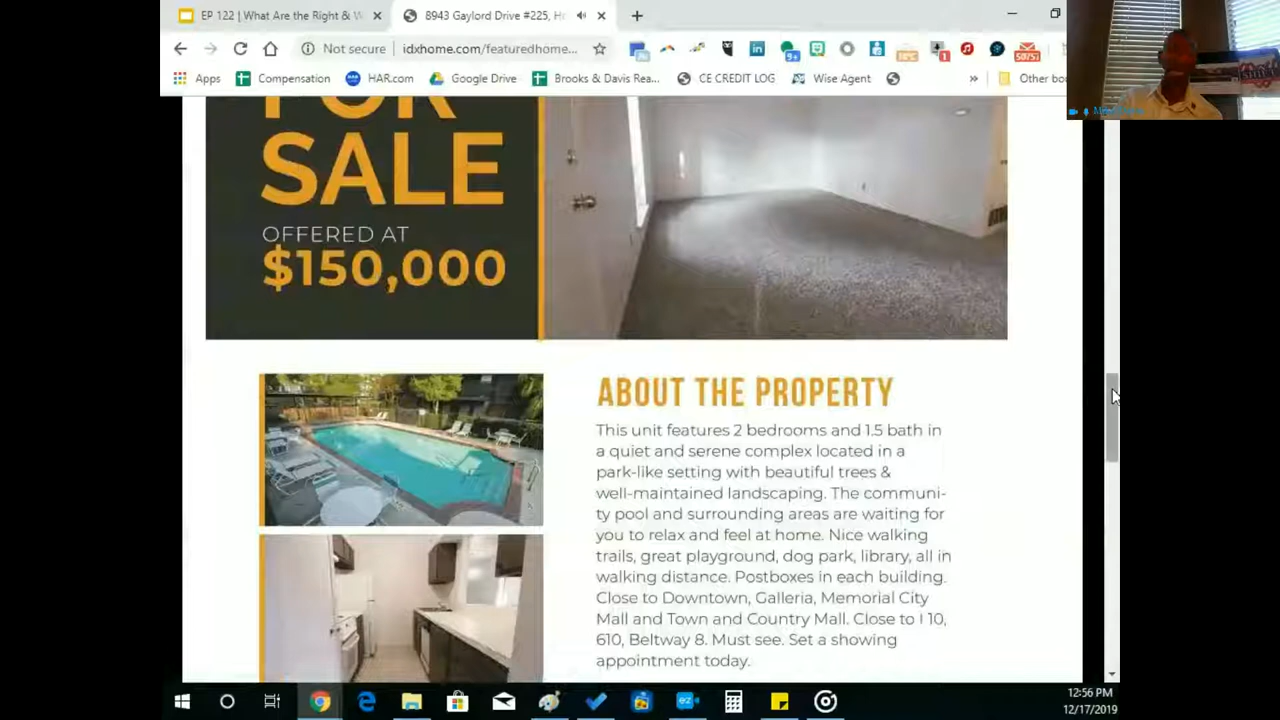 EP 122 | What Are the Right & W
8943 Gaylord Drive #225, H
Not secure
idxhome.com/featuredhome...
Apps
Compensation
HAR.com
Google Drive
Brooks & Davis Rea...
CE CREDIT LOG
Wise Agent
»
Other bo
FOR
SALE
OFFERED AT
$150,000
ABOUT THE PROPERTY
This unit features 2 bedrooms and 1.5 bath in
a quiet and serene complex located in a
park-like setting with beautiful trees &
well-maintained landscaping. The communi-
ty pool and surrounding areas are waiting for
you to relax and feel at home. Nice walking
trails, great playground, dog park, library, all in
walking distance. Postboxes in each building.
Close to Downtown, Galleria, Memorial City
Mall and Town and Country Mall. Close to I 10,
610, Beltway 8. Must see. Set a showing
appointment today.
12:56 PM
12/17/2019